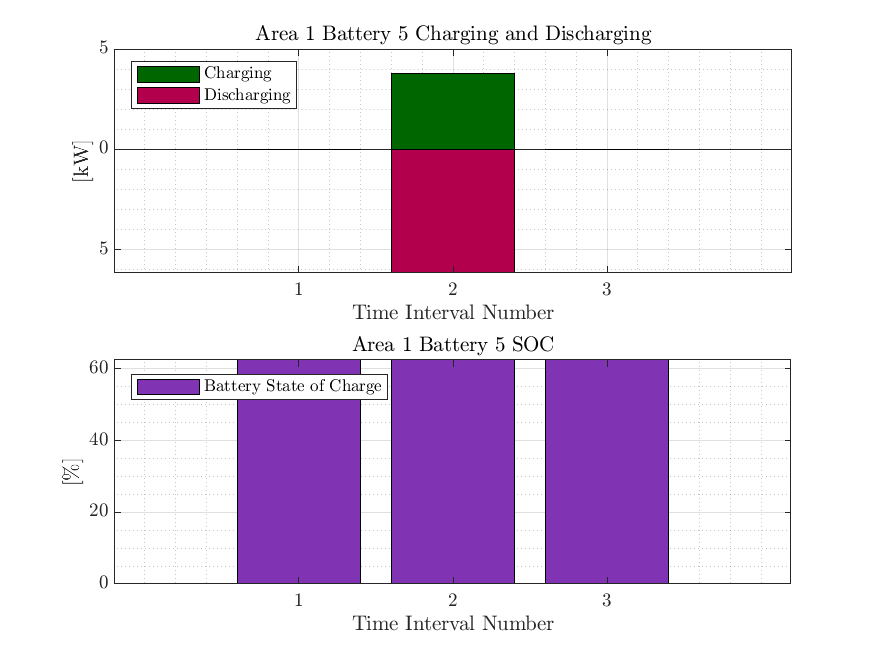 Area 1 Battery 5 Charging and Discharging
5
Charging
Discharging
0
[kW]
5
1 2 3
Time Interval Number
Area 1 Battery 5 SOC
60
Battery State of Charge
40
[%]
20
0
1 2 3
Time Interval Number